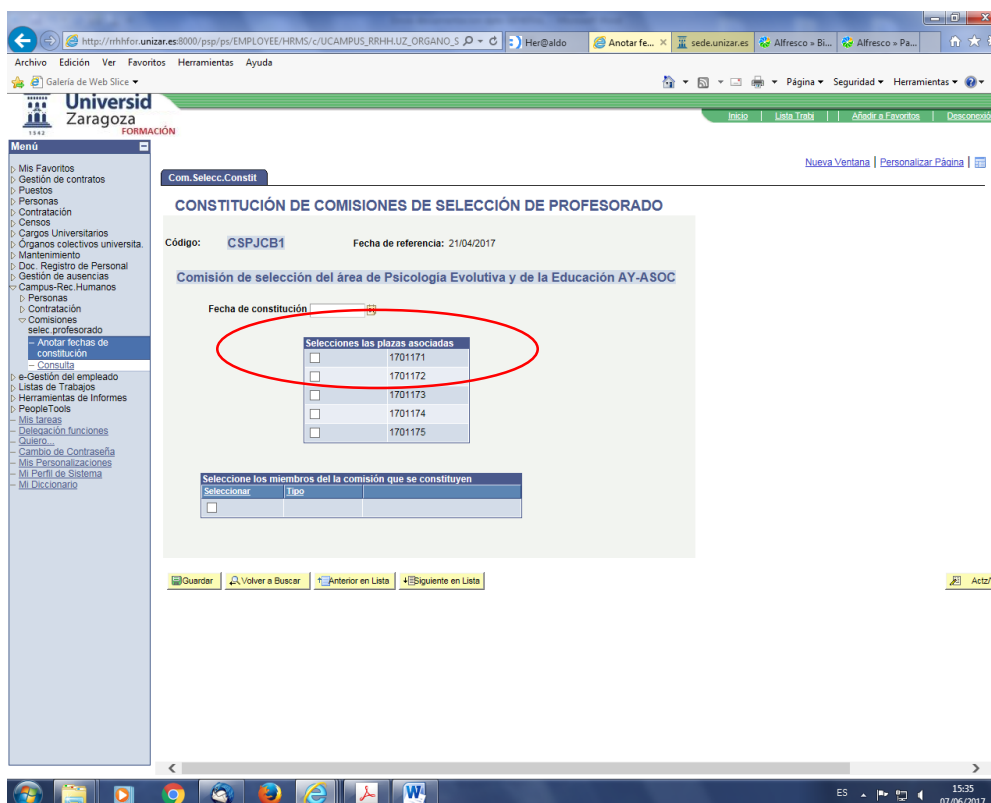 http://rrhhfor.unizar.es:8000/psp/ps/EMPLOYEE/HRMS/c/UCAMPUS_RRHH.UZ_ORGANO_S
Her@aldo
Anotar fe...
sede.unizar.es
Alfresco » Bi...
Alfresco » Pa...
Archivo Edición Ver Favoritos Herramientas Ayuda
Galería de Web Slice
Página Seguridad Herramientas
Universid
Zaragoza
1542
FORMACIÓN
Inicio | Lista Trabj | | Añadir a Favoritos | Desconexió
Menú
Mis Favoritos
Gestión de contratos
Puestos
Personas
Contratación
Censos
Cargos Universitarios
Órganos colectivos universita.
Mantenimiento
Doc. Registro de Personal
Gestión de ausencias
Campus-Rec.Humanos
Personas
Contratación
Comisiones
selec.profesorado
– Anotar fechas de
constitución
– Consulta
e-Gestión del empleado
Listas de Trabajos
Herramientas de Informes
PeopleTools
– Mis tareas
– Delegación funciones
– Quiero...
– Cambio de Contraseña
– Mis Personalizaciones
– Mi Perfil de Sistema
– Mi Diccionario
Nueva Ventana | Personalizar Página |
Com.Selecc.Constit
CONSTITUCIÓN DE COMISIONES DE SELECCIÓN DE PROFESORADO
Código: CSPJCB1 Fecha de referencia: 21/04/2017
Comisión de selección del área de Psicología Evolutiva y de la Educación AY-ASOC
Fecha de constitución
Selecciones las plazas asociadas
1701171
1701172
1701173
1701174
1701175
Seleccione los miembros del la comisión que se constituyen
Seleccionar Tipo
Guardar
Volver a Buscar
Anterior en Lista
Siguiente en Lista
Actz/
ES
15:35
07/06/2017